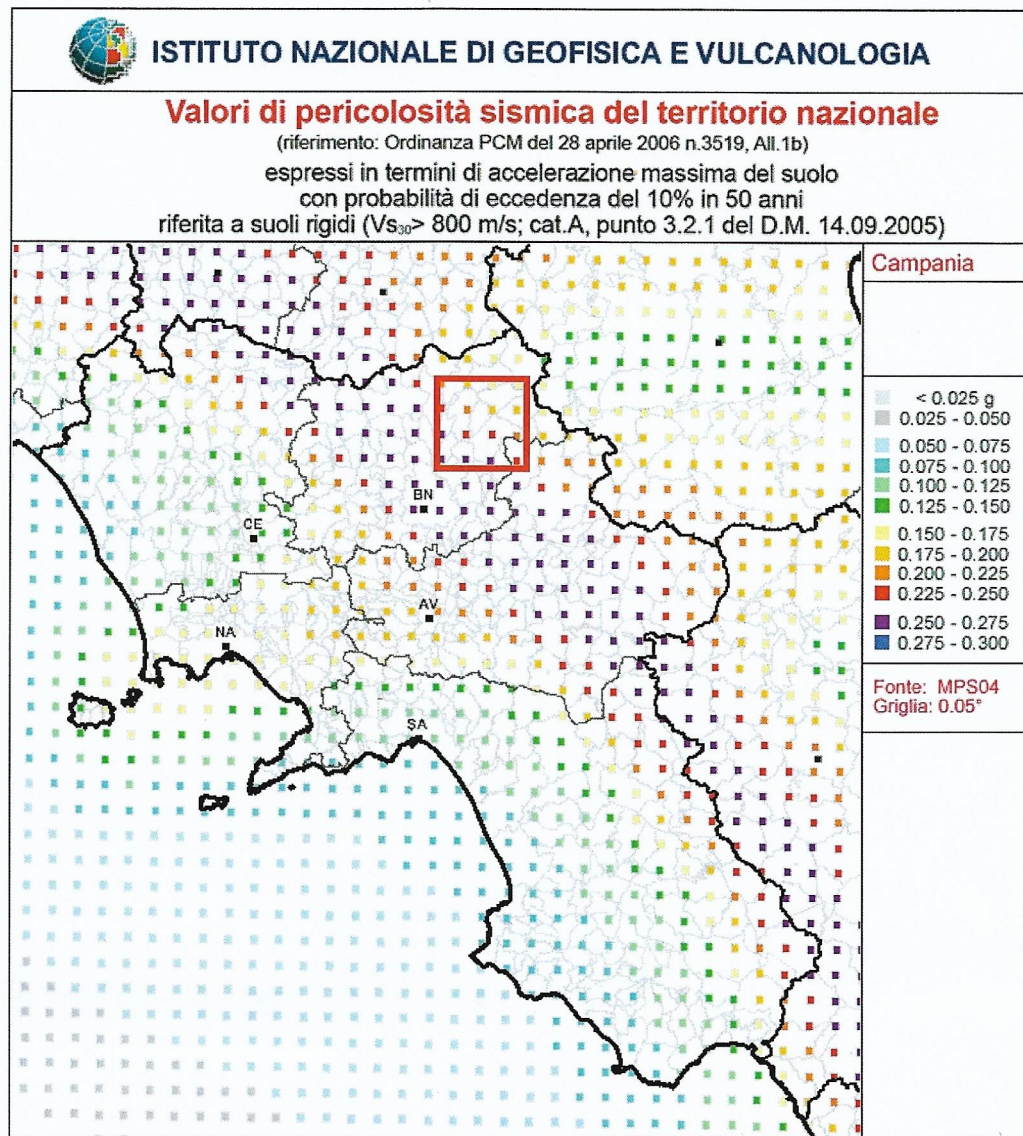 ISTITUTO NAZIONALE DI GEOFISICA E VULCANOLOGIA
Valori di pericolosità sismica del territorio nazionale
(riferimento: Ordinanza PCM del 28 aprile 2006 n.3519, All.1b)
espressi in termini di accelerazione massima del suolo
con probabilità di eccedenza del 10% in 50 anni
riferita a suoli rigidi (Vs30> 800 m/s; cat.A, punto 3.2.1 del D.M. 14.09.2005)
Campania
< 0.025 g
0.025 - 0.050
0.050 - 0.075
0.075 - 0.100
0.100 - 0.125
0.125 - 0.150
0.150 - 0.175
0.175 - 0.200
0.200 - 0.225
0.225 - 0.250
0.250 - 0.275
0.275 - 0.300
Fonte: MPS04
Griglia: 0.05°
BN
CE
AV
NA
SA